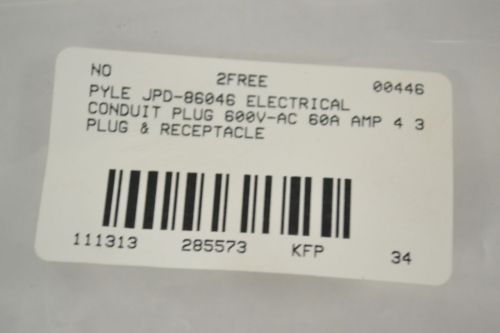 NO 2FREE 00446
PYLE JPD-86046 ELECTRICAL
CONDUIT PLUG 600V-AC 60A AMP 4 3
PLUG & RECEPTACLE
111313 285573 KFP 34